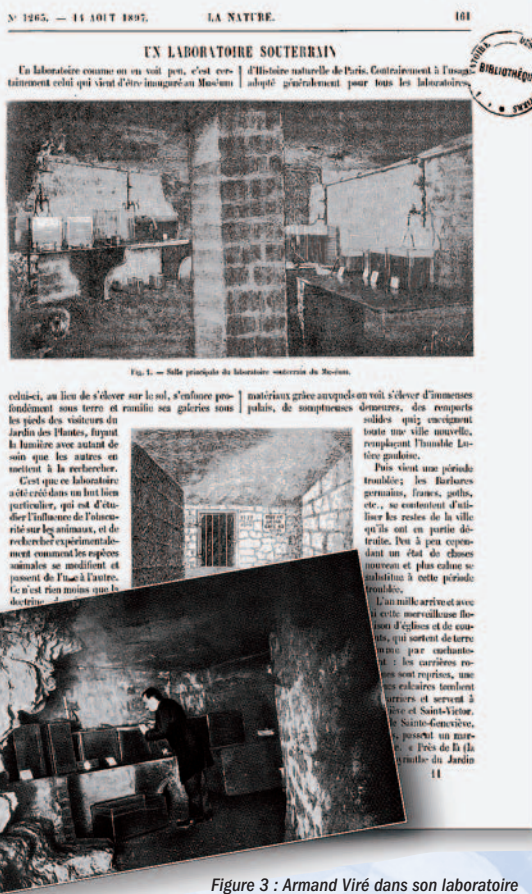 N° 1265. — 14 AOUT 1897. LA NATURE. 161
UN LABORATOIRE SOUTERRAIN
Un laboratoire comme on en voit peu, c'est cer-
tainement celui qui vient d'être inauguré au Muséum
d'Histoire naturelle de Paris. Contrairement à l'usage
adopté généralement pour tous les laboratoires,
BIBLIOTHÈQU
Fig. 1. — Salle principale du laboratoire souterrain du Muséum.
celui-ci, au lieu de s'élever sur le sol, s'enfonce pro-
fondément sous terre et ramifie ses galeries sous
les pieds des visiteurs du
Jardin des Plantes, fuyant
la lumière avec autant de
soin que les autres en
mettent à la rechercher.
C'est que ce laboratoire
a été créé dans un but bien
particulier, qui est d'étu-
dier l'influence de l'obscu-
rité sur les animaux, et de
rechercher expérimentale-
ment comment les espèces
animales se modifient et
passent de l'une à l'autre.
Ce n'est rien moins que la
doctrine
matériaux grâce auxquels on voit s'élever d'immenses
palais, de somptueuses demeures, des remparts
solides qui enceignent
toute une ville nouvelle,
remplaçant l'humble Lu-
tèce gauloise.
Puis vient une période
troublée; les Barbares
germains, francs, goths,
etc., se contentent d'uti-
liser les restes de la ville
qu'ils ont en partie dé-
truite. Peu à peu cepen-
dant un état de choses
nouveau et plus calme se
substitue à cette période
troublée.
L'an mille arrive et avec
cette merveilleuse flo-
ison d'églises et de cou-
nts, qui sortent de terre
mme par enchante-
nt : les carrières ro-
nes sont reprises, une
calcaires tombent
arriers et servent à
ève et Saint-Victor.
le Sainte-Geneviève,
s, passent un mar-
« Près de là (la
yrinthe du Jardin
11
Figure 3 : Armand Viré dans son laboratoire